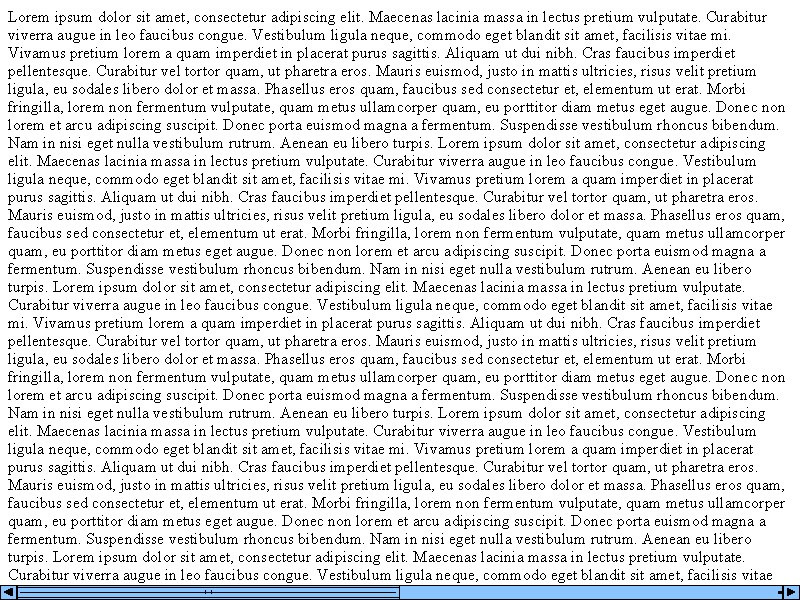 Lorem ipsum dolor sit amet, consectetur adipiscing elit. Maecenas lacinia massa in lectus pretium vulputate. Curabitur
viverra augue in leo faucibus congue. Vestibulum ligula neque, commodo eget blandit sit amet, facilisis vitae mi.
Vivamus pretium lorem a quam imperdiet in placerat purus sagittis. Aliquam ut dui nibh. Cras faucibus imperdiet
pellentesque. Curabitur vel tortor quam, ut pharetra eros. Mauris euismod, justo in mattis ultricies, risus velit pretium
ligula, eu sodales libero dolor et massa. Phasellus eros quam, faucibus sed consectetur et, elementum ut erat. Morbi
fringilla, lorem non fermentum vulputate, quam metus ullamcorper quam, eu porttitor diam metus eget augue. Donec non
lorem et arcu adipiscing suscipit. Donec porta euismod magna a fermentum. Suspendisse vestibulum rhoncus bibendum.
Nam in nisi eget nulla vestibulum rutrum. Aenean eu libero turpis. Lorem ipsum dolor sit amet, consectetur adipiscing
elit. Maecenas lacinia massa in lectus pretium vulputate. Curabitur viverra augue in leo faucibus congue. Vestibulum
ligula neque, commodo eget blandit sit amet, facilisis vitae mi. Vivamus pretium lorem a quam imperdiet in placerat
purus sagittis. Aliquam ut dui nibh. Cras faucibus imperdiet pellentesque. Curabitur vel tortor quam, ut pharetra eros.
Mauris euismod, justo in mattis ultricies, risus velit pretium ligula, eu sodales libero dolor et massa. Phasellus eros quam,
faucibus sed consectetur et, elementum ut erat. Morbi fringilla, lorem non fermentum vulputate, quam metus ullamcorper
quam, eu porttitor diam metus eget augue. Donec non lorem et arcu adipiscing suscipit. Donec porta euismod magna a
fermentum. Suspendisse vestibulum rhoncus bibendum. Nam in nisi eget nulla vestibulum rutrum. Aenean eu libero
turpis. Lorem ipsum dolor sit amet, consectetur adipiscing elit. Maecenas lacinia massa in lectus pretium vulputate.
Curabitur viverra augue in leo faucibus congue. Vestibulum ligula neque, commodo eget blandit sit amet, facilisis vitae
mi. Vivamus pretium lorem a quam imperdiet in placerat purus sagittis. Aliquam ut dui nibh. Cras faucibus imperdiet
pellentesque. Curabitur vel tortor quam, ut pharetra eros. Mauris euismod, justo in mattis ultricies, risus velit pretium
ligula, eu sodales libero dolor et massa. Phasellus eros quam, faucibus sed consectetur et, elementum ut erat. Morbi
fringilla, lorem non fermentum vulputate, quam metus ullamcorper quam, eu porttitor diam metus eget augue. Donec non
lorem et arcu adipiscing suscipit. Donec porta euismod magna a fermentum. Suspendisse vestibulum rhoncus bibendum.
Nam in nisi eget nulla vestibulum rutrum. Aenean eu libero turpis. Lorem ipsum dolor sit amet, consectetur adipiscing
elit. Maecenas lacinia massa in lectus pretium vulputate. Curabitur viverra augue in leo faucibus congue. Vestibulum
ligula neque, commodo eget blandit sit amet, facilisis vitae mi. Vivamus pretium lorem a quam imperdiet in placerat
purus sagittis. Aliquam ut dui nibh. Cras faucibus imperdiet pellentesque. Curabitur vel tortor quam, ut pharetra eros.
Mauris euismod, justo in mattis ultricies, risus velit pretium ligula, eu sodales libero dolor et massa. Phasellus eros quam,
faucibus sed consectetur et, elementum ut erat. Morbi fringilla, lorem non fermentum vulputate, quam metus ullamcorper
quam, eu porttitor diam metus eget augue. Donec non lorem et arcu adipiscing suscipit. Donec porta euismod magna a
fermentum. Suspendisse vestibulum rhoncus bibendum. Nam in nisi eget nulla vestibulum rutrum. Aenean eu libero
turpis. Lorem ipsum dolor sit amet, consectetur adipiscing elit. Maecenas lacinia massa in lectus pretium vulputate.
Curabitur viverra augue in leo faucibus congue. Vestibulum ligula neque, commodo eget blandit sit amet, facilisis vitae